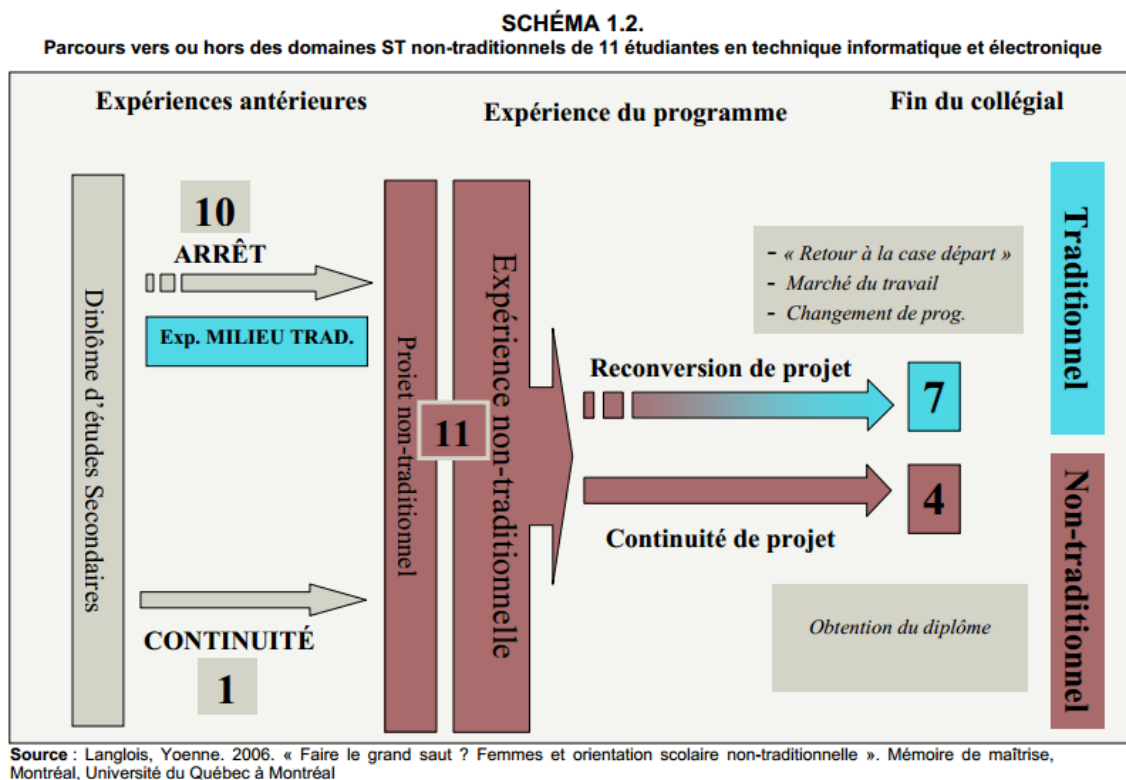 SCHÉMA 1.2.
Parcours vers ou hors des domaines ST non-traditionnels de 11 étudiantes en technique informatique et électronique
Expériences antérieures
Expérience du programme
Fin du collégial
Diplôme d'études Secondaires
10
ARRÊT
Exp. MILIEU TRAD.
CONTINUITÉ
1
Projet non-traditionnel
11
Expérience non-traditionnelle
- « Retour à la case départ »
- Marché du travail
- Changement de prog.
Reconversion de projet
7
4
Continuité de projet
Obtention du diplôme
Traditionnel
Non-traditionnel
Source : Langlois, Yoenne. 2006. « Faire le grand saut ? Femmes et orientation scolaire non-traditionnelle ». Mémoire de maîtrise,
Montréal, Université du Québec à Montréal